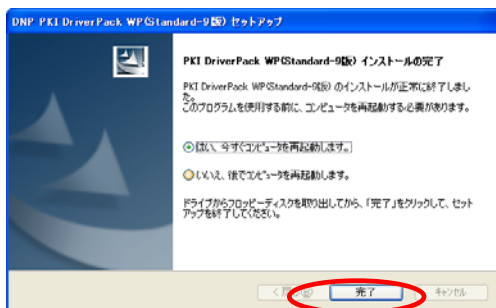 DNP PKI DriverPack WP(Standard-9版) セットアップ
PKI DriverPack WP(Standard-9版) インストールの完了
PKI DriverPack WP(Standard-9版) のインストールが正常に終了しまし
た。
このプログラムを使用する前に、コンピュータを再起動する必要があります。
はい、今すぐコンピュータを再起動します。
いいえ、後でコンピュータを再起動します。
ドライブからフロッピーディスクを取り出してから、「完了」をクリックして、セット
アップを終了してください。
完了
キャンセル